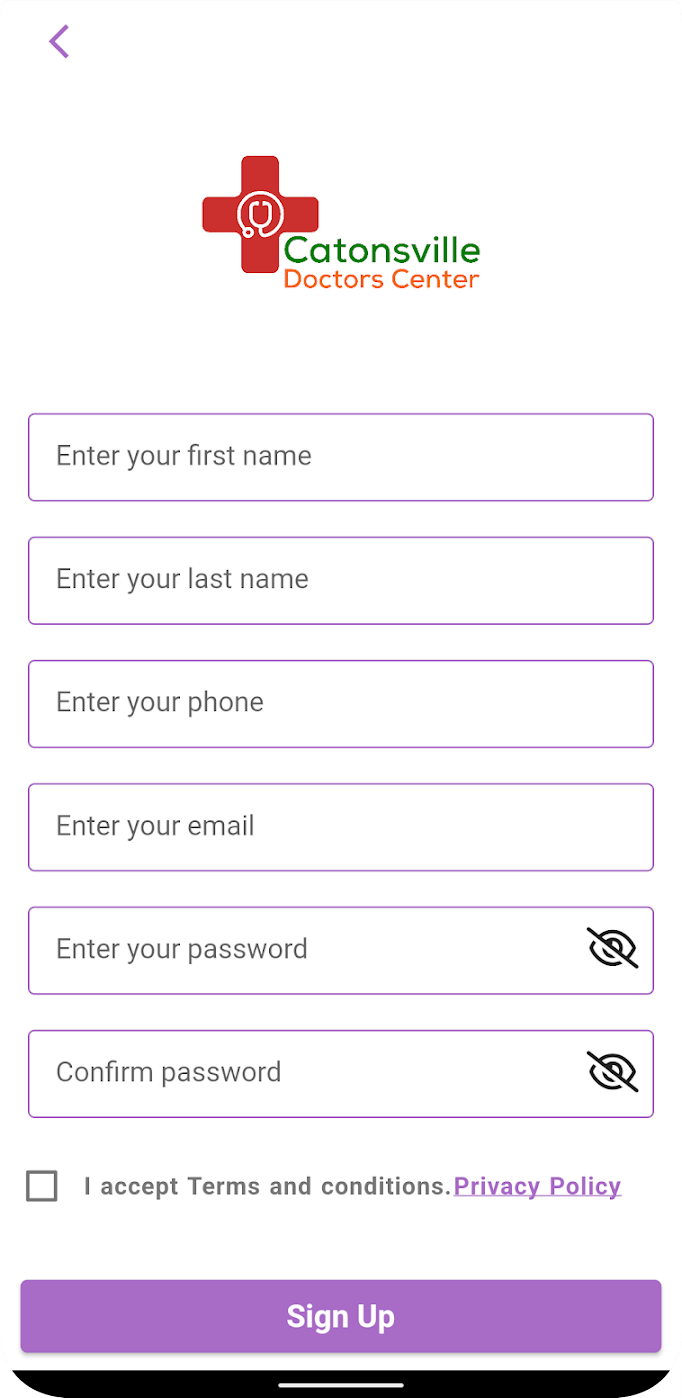 Catonsville
Doctors Center
Enter your first name
Enter your last name
Enter your phone
Enter your email
Enter your password
Confirm password
I accept Terms and conditions.Privacy Policy
Sign Up